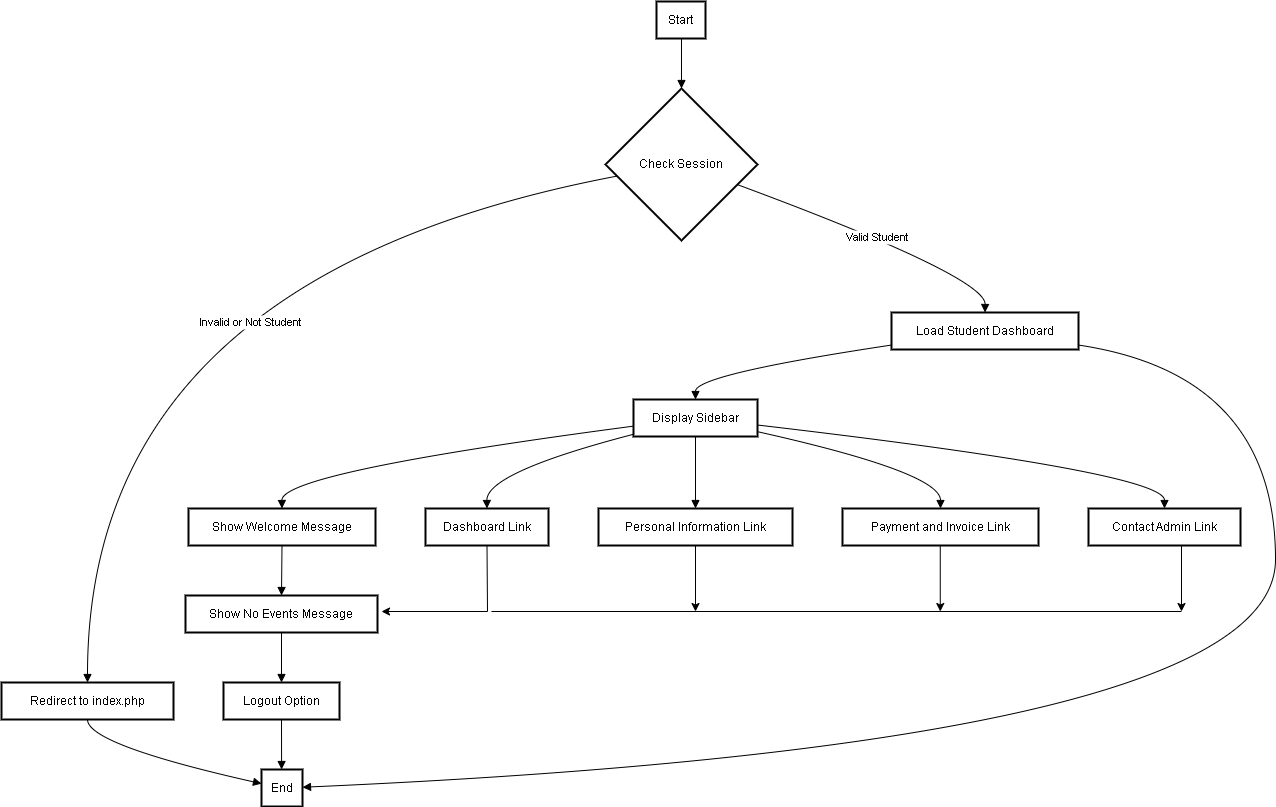 Start
Check Session
Valid Student
Invalid or Not Student
Load Student Dashboard
Display Sidebar
Show Welcome Message
Dashboard Link
Personal Information Link
Payment and Invoice Link
Contact Admin Link
Show No Events Message
Redirect to index.php
Logout Option
End